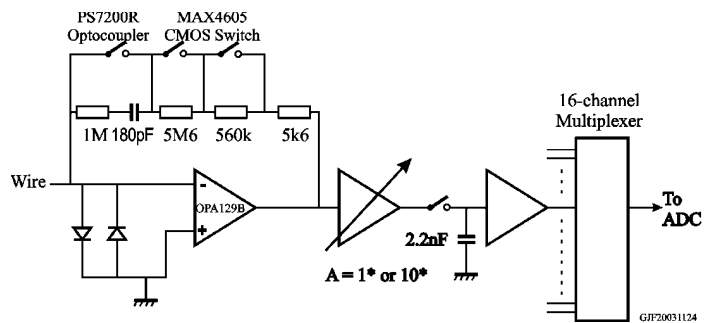 PS7200R
Optocoupler
MAX4605
CMOS Switch
1M
180pF
5M6
560k
5k6
16-channel
Multiplexer
Wire
-
+
OPA129B
2.2nF
A = 1* or 10*
To
ADC
GJF20031124